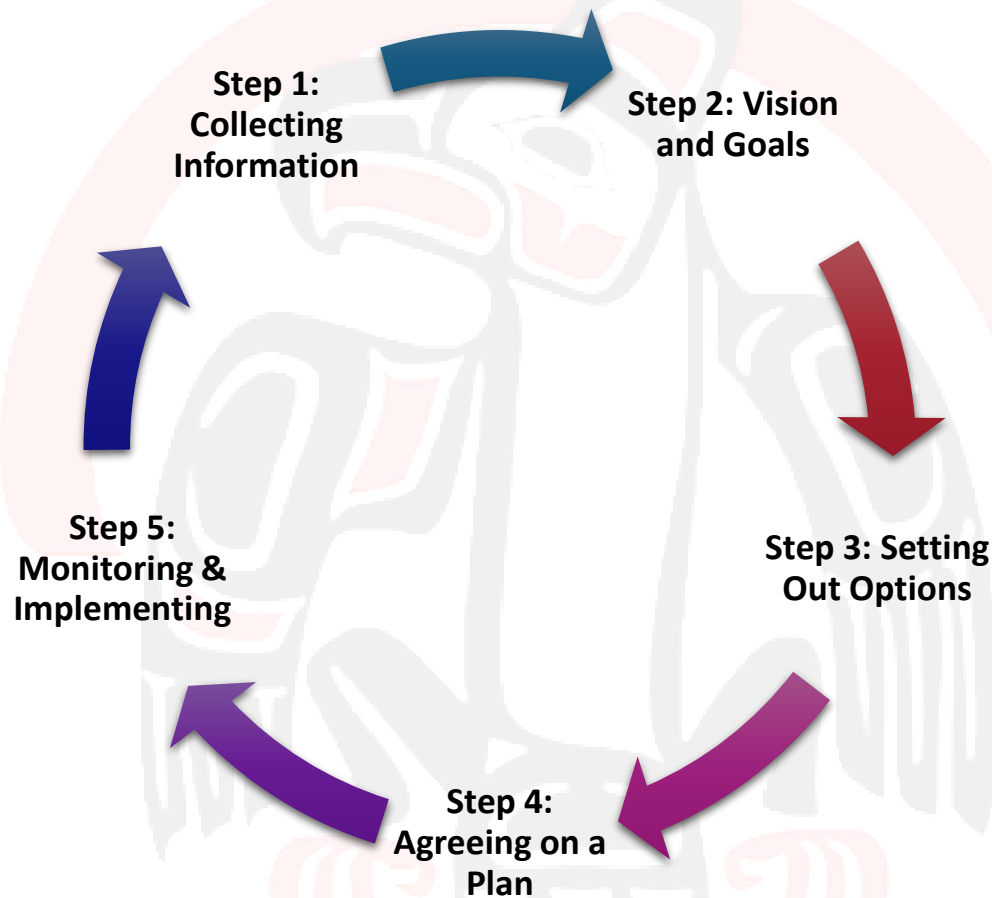 Step 1:
Collecting
Information
Step 2: Vision
and Goals
Step 3: Setting
Out Options
Step 4:
Agreeing on a
Plan
Step 5:
Monitoring &
Implementing